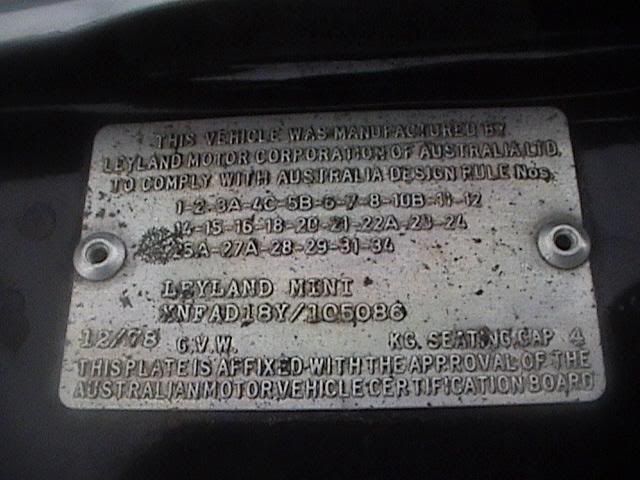 THIS VEHICLE WAS MANUFACTURED BY
LEYLAND MOTOR CORPORATION OF AUSTRALIA LTD.
TO COMPLY WITH AUSTRALIA DESIGN RULE Nos.
1-2-3A-4C-5B-6-7-8-10B-11-12
14-15-16-18-20-21-22A-23-24
25A-27A-28-29-31-34
LEYLAND MINI
XNFAD18Y/105086
12/78 G.V.W. KG. SEATING CAP 4
THIS PLATE IS AFFIXED WITH THE APPROVAL OF THE
AUSTRALIAN MOTOR VEHICLE CERTIFICATION BOARD